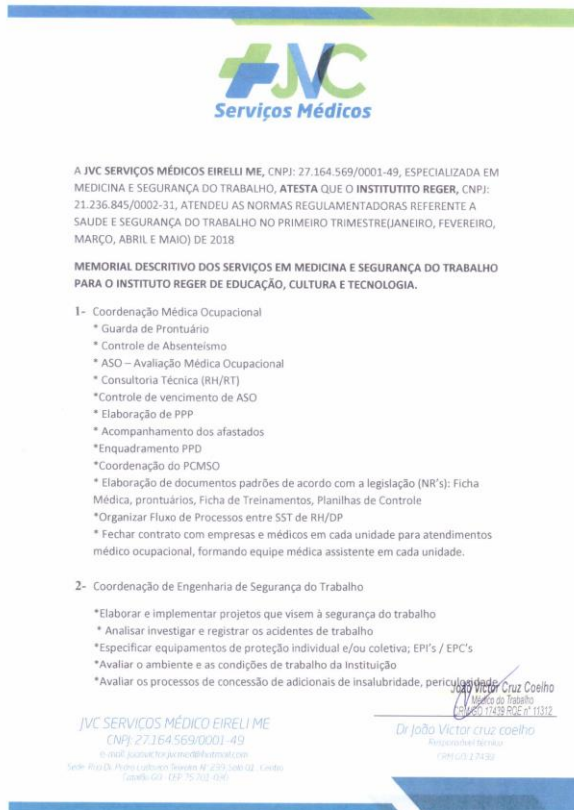 JVC
Serviços Médicos
A JVC SERVIÇOS MÉDICOS EIRELLI ME, CNPJ: 27.164.569/0001-49, ESPECIALIZADA EM
MEDICINA E SEGURANÇA DO TRABALHO, ATESTA QUE O INSTITUTITO REGER, CNPJ:
21.236.845/0002-31, ATENDEU AS NORMAS REGULAMENTADORAS REFERENTE A
SAUDE E SEGURANÇA DO TRABALHO NO PRIMEIRO TRIMESTRE(JANEIRO, FEVEREIRO,
MARÇO, ABRIL E MAIO) DE 2018
MEMORIAL DESCRITIVO DOS SERVIÇOS EM MEDICINA E SEGURANÇA DO TRABALHO
PARA O INSTITUTO REGER DE EDUCAÇÃO, CULTURA E TECNOLOGIA.
1- Coordenação Médica Ocupacional
* Guarda de Prontuário
* Controle de Absenteísmo
* ASO – Avaliação Médica Ocupacional
* Consultoria Técnica (RH/RT)
*Controle de vencimento de ASO
* Elaboração de PPP
* Acompanhamento dos afastados
*Enquadramento PPD
*Coordenação do PCMSO
* Elaboração de documentos padrões de acordo com a legislação (NR's): Ficha
Médica, prontuários, Ficha de Treinamentos, Planilhas de Controle
*Organizar Fluxo de Processos entre SST de RH/DP
* Fechar contrato com empresas e médicos em cada unidade para atendimentos
médico ocupacional, formando equipe médica assistente em cada unidade.
2- Coordenação de Engenharia de Segurança do Trabalho
*Elaborar e implementar projetos que visem à segurança do trabalho
* Analisar investigar e registrar os acidentes de trabalho
*Especificar equipamentos de proteção individual e/ou coletiva; EPI's / EPC's
*Avaliar o ambiente e as condições de trabalho da Instituição
*Avaliar os processos de concessão de adicionais de insalubridade, periculosidade
João Victor Cruz Coelho
Médico do Trabalho
17439 RQE nº 11312
JVC SERVIÇOS MÉDICO EIRELI ME
CNPJ: 27.164.569/0001-49
Dr João Victor cruz coelho
Responsável técnico